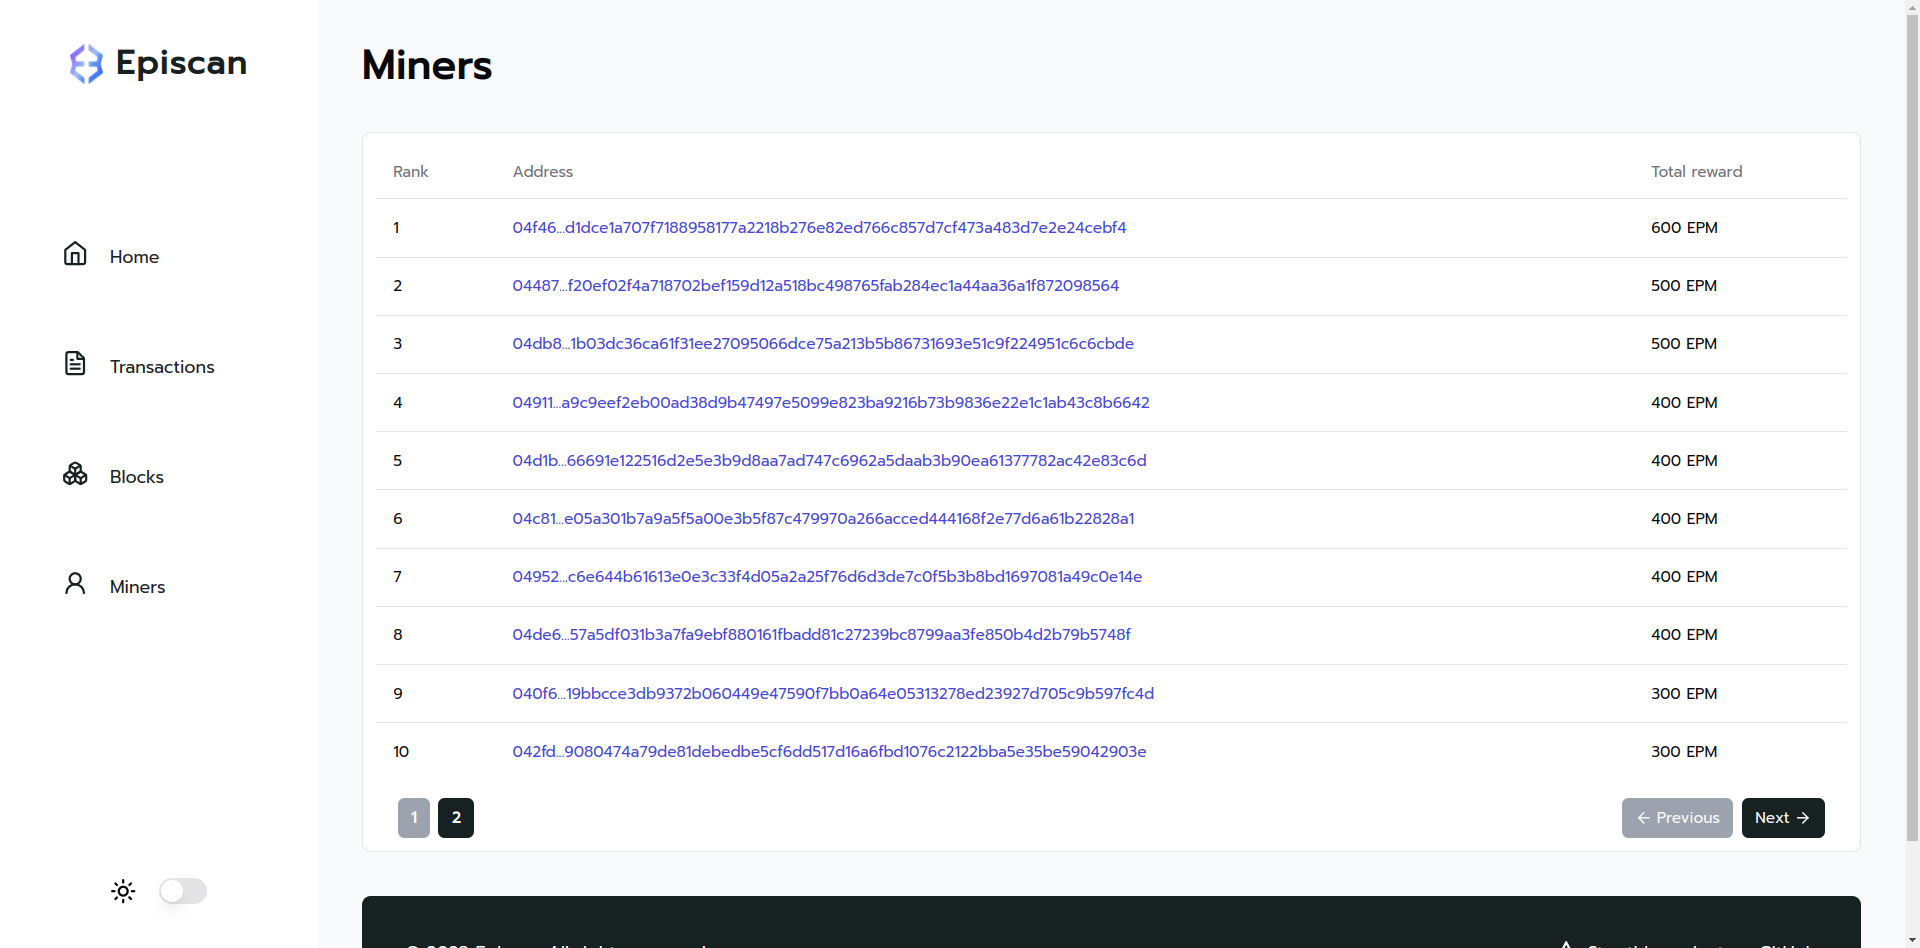 Episcan
Home
Transactions
Blocks
Miners
Miners
Rank Address Total reward
1 04f46...d1dce1a707f7188958177a2218b276e82ed766c857d7cf473a483d7e2e24cebf4 600 EPM
2 04487...f20ef02f4a718702bef159d12a518bc498765fab284ec1a44aa36a1f872098564 500 EPM
3 04db8...1b03dc36ca61f31ee27095066dce75a213b5b86731693e51c9f224951c6c6cbde 500 EPM
4 04911...a9c9eef2eb00ad38d9b47497e5099e823ba9216b73b9836e22e1c1ab43c8b6642 400 EPM
5 04d1b...66691e122516d2e5e3b9d8aa7ad747c6962a5daab3b90ea61377782ac42e83c6d 400 EPM
6 04c81...e05a301b7a9a5f5a00e3b5f87c479970a266acced444168f2e77d6a61b22828a1 400 EPM
7 04952...c6e644b61613e0e3c33f4d05a2a25f76d6d3de7c0f5b3b8bd1697081a49c0e14e 400 EPM
8 04de6...57a5df031b3a7fa9ebf880161fbadd81c27239bc8799aa3fe850b4d2b79b5748f 400 EPM
9 040f6...19bbcce3db9372b060449e47590f7bb0a64e05313278ed23927d705c9b597fc4d 300 EPM
10 042fd...9080474a79de81debedbe5cf6dd517d16a6fbd1076c2122bba5e35be59042903e 300 EPM
1 2 ← Previous Next →